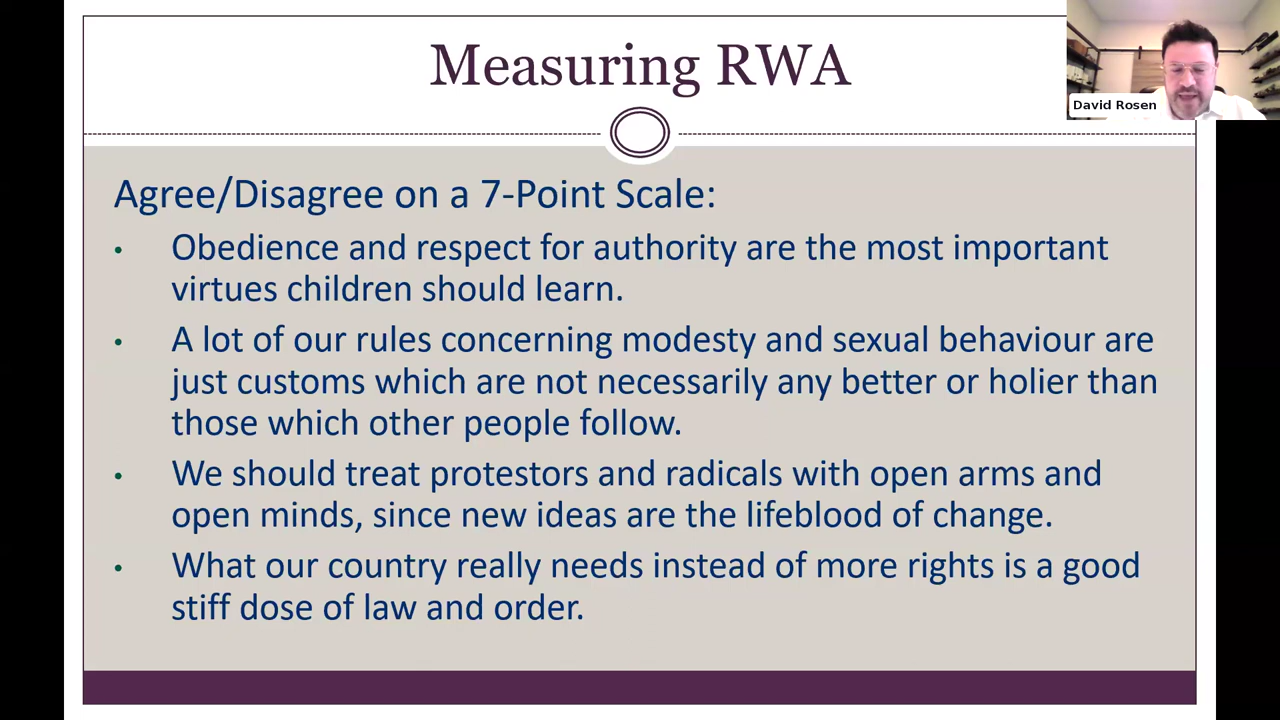 Measuring RWA
David Rosen
Agree/Disagree on a 7-Point Scale:
• Obedience and respect for authority are the most important
virtues children should learn.
• A lot of our rules concerning modesty and sexual behaviour are
just customs which are not necessarily any better or holier than
those which other people follow.
• We should treat protestors and radicals with open arms and
open minds, since new ideas are the lifeblood of change.
• What our country really needs instead of more rights is a good
stiff dose of law and order.